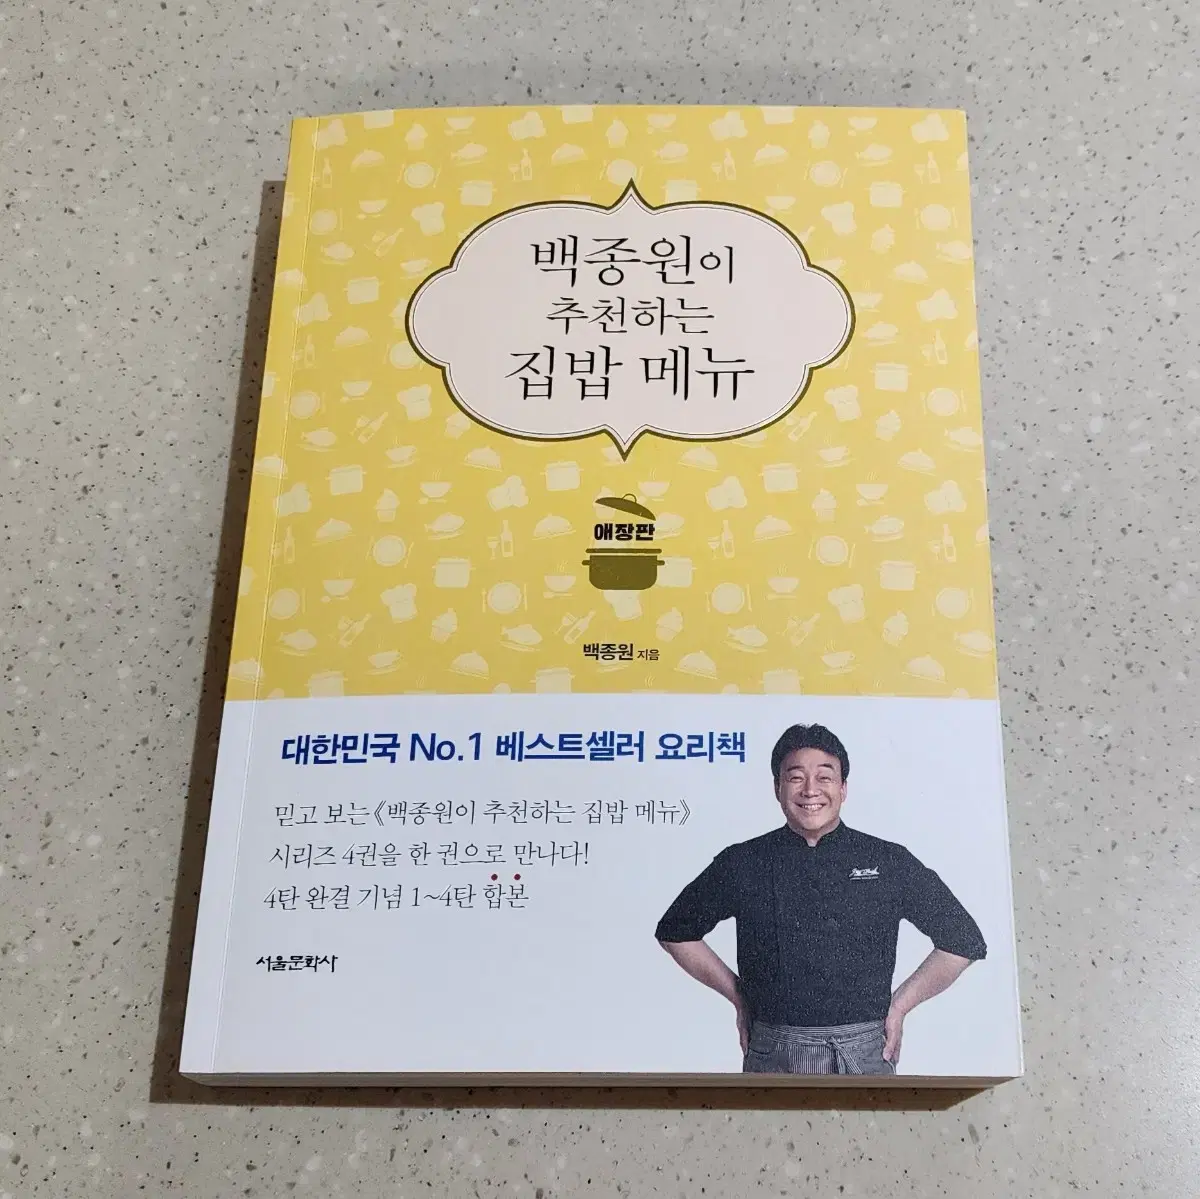 백종원이
추천하는
집밥 메뉴
애장판
백종원 지음
대한민국 No.1 베스트셀러 요리책
믿고 보는 《백종원이 추천하는 집밥 메뉴》
시리즈 4권을 한 권으로 만나다!
4탄 완결 기념 1~4탄 합본
서울문화사